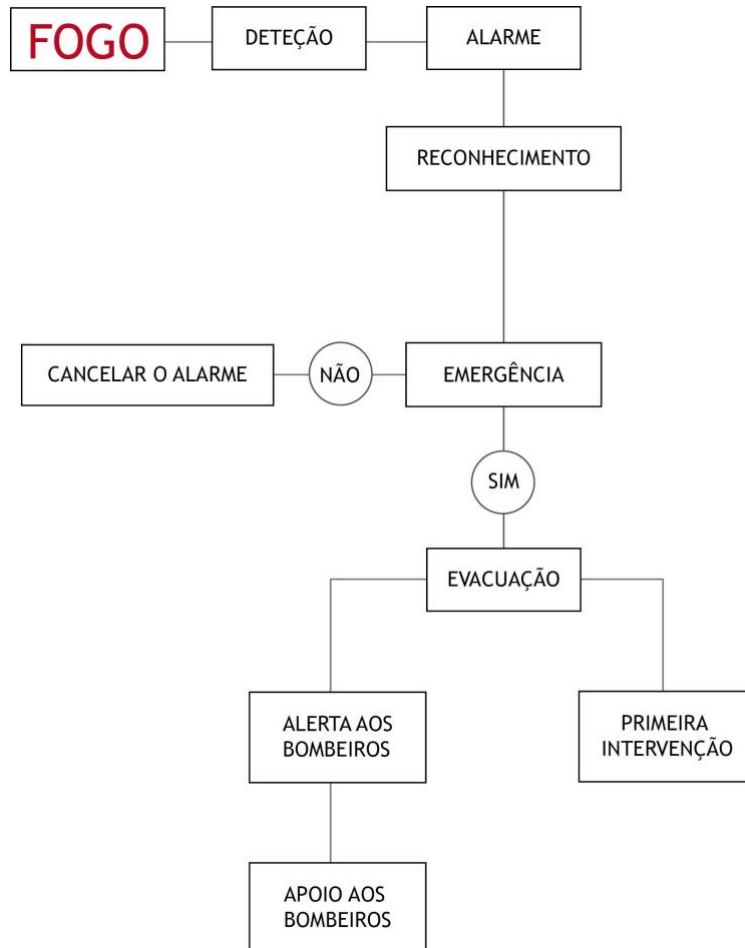 FOGO
DETEÇÃO
ALARME
RECONHECIMENTO
CANCELAR O ALARME
NÃO
EMERGÊNCIA
SIM
EVACUAÇÃO
ALERTA AOS
BOMBEIROS
PRIMEIRA
INTERVENÇÃO
APOIO AOS
BOMBEIROS